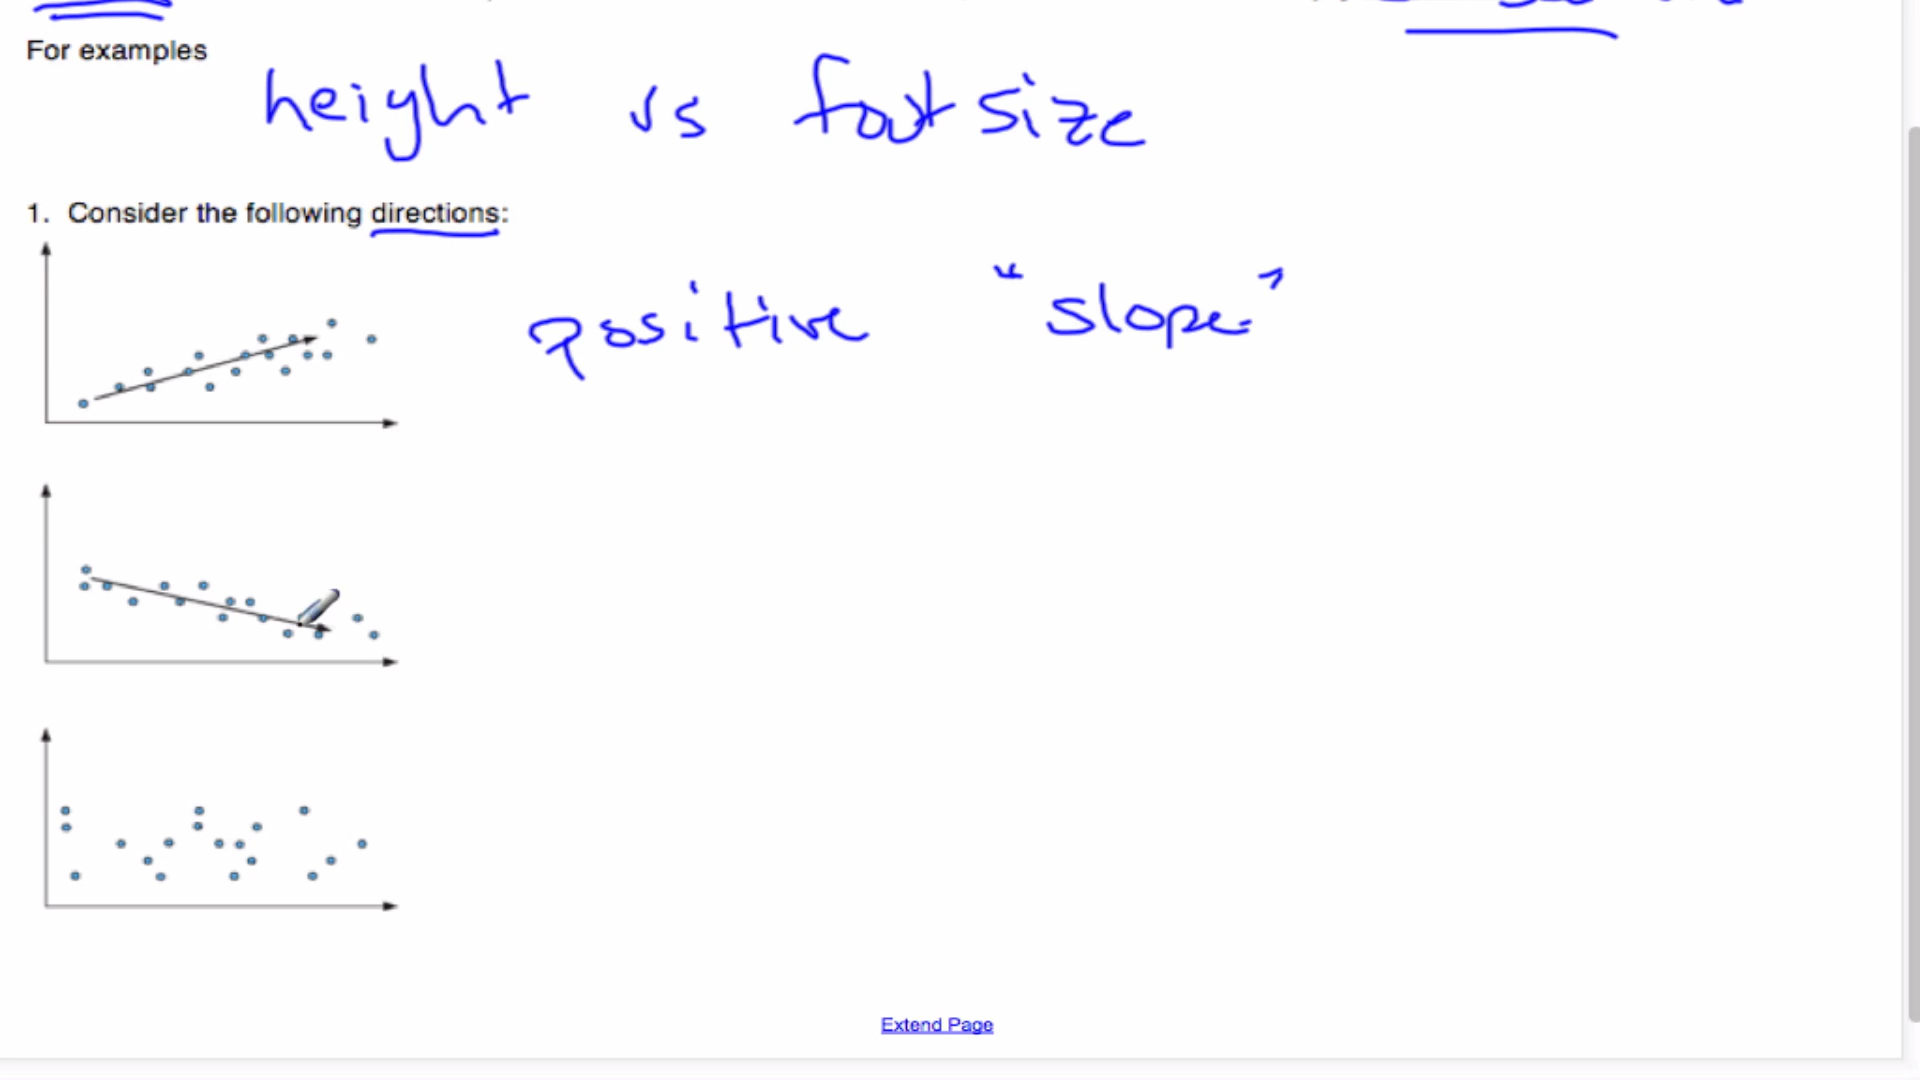 For examples
height vs foot size
1. Consider the following directions:
positive "slope"
Extend Page